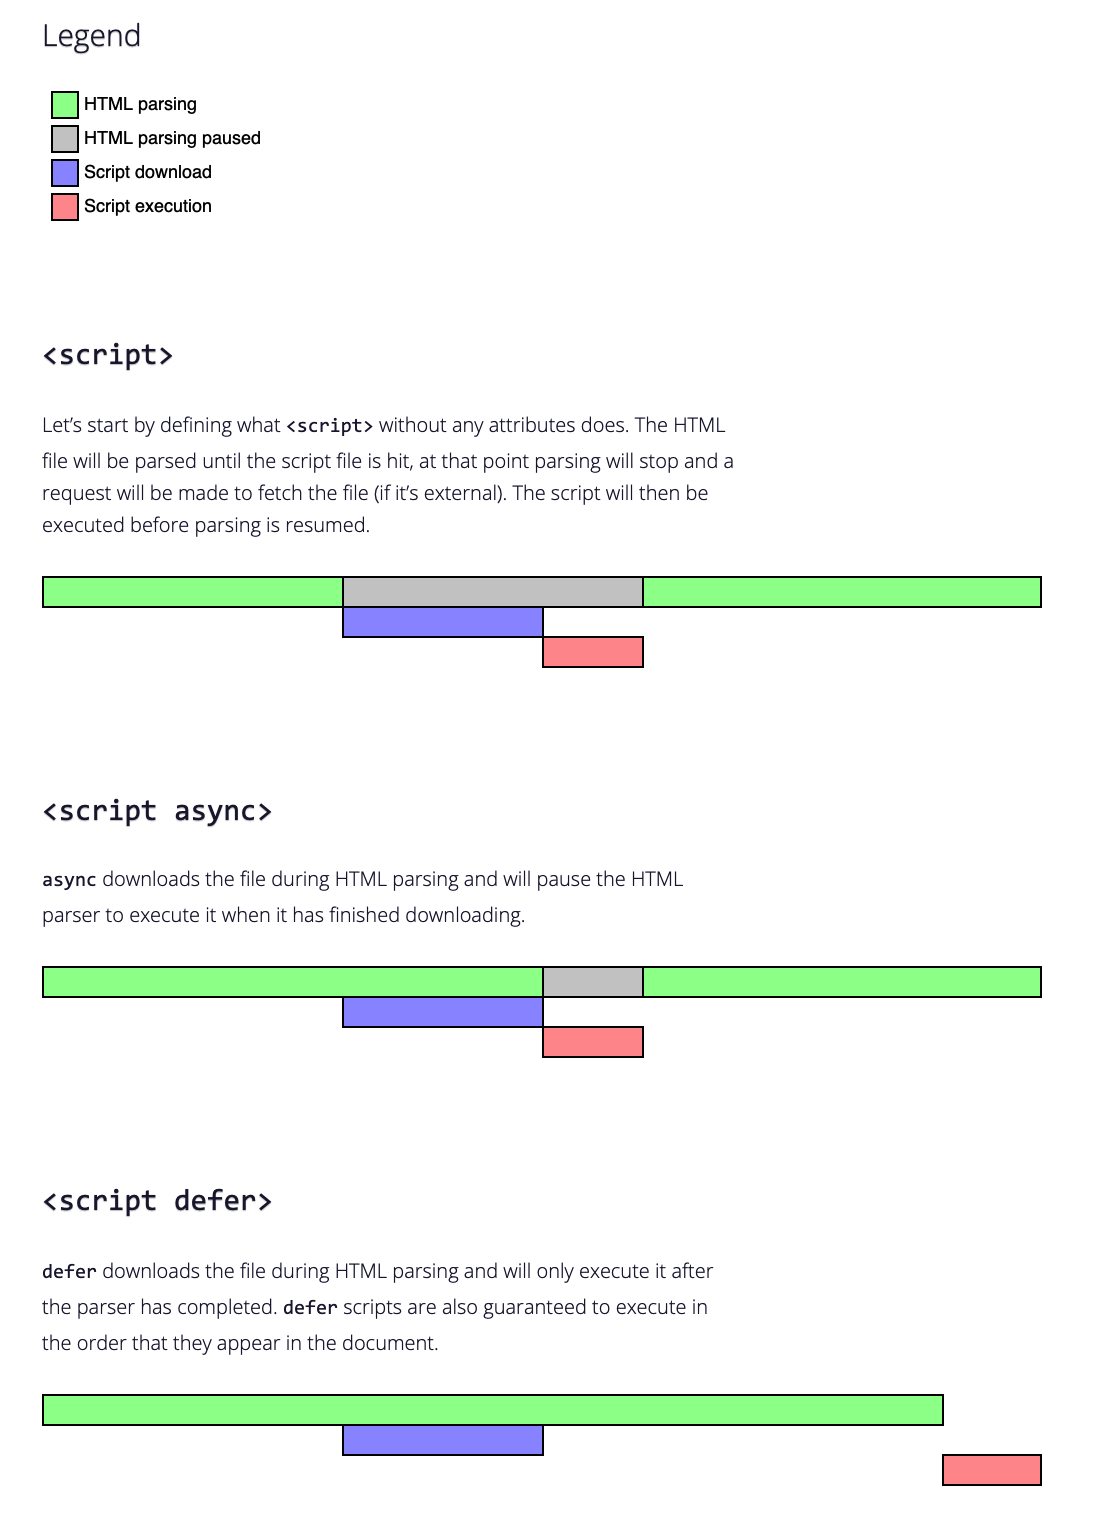 Legend
HTML parsing
HTML parsing paused
Script download
Script execution
<script>
Let’s start by defining what <script> without any attributes does. The HTML
file will be parsed until the script file is hit, at that point parsing will stop and a
request will be made to fetch the file (if it’s external). The script will then be
executed before parsing is resumed.
<script async>
async downloads the file during HTML parsing and will pause the HTML
parser to execute it when it has finished downloading.
<script defer>
defer downloads the file during HTML parsing and will only execute it after
the parser has completed. defer scripts are also guaranteed to execute in
the order that they appear in the document.